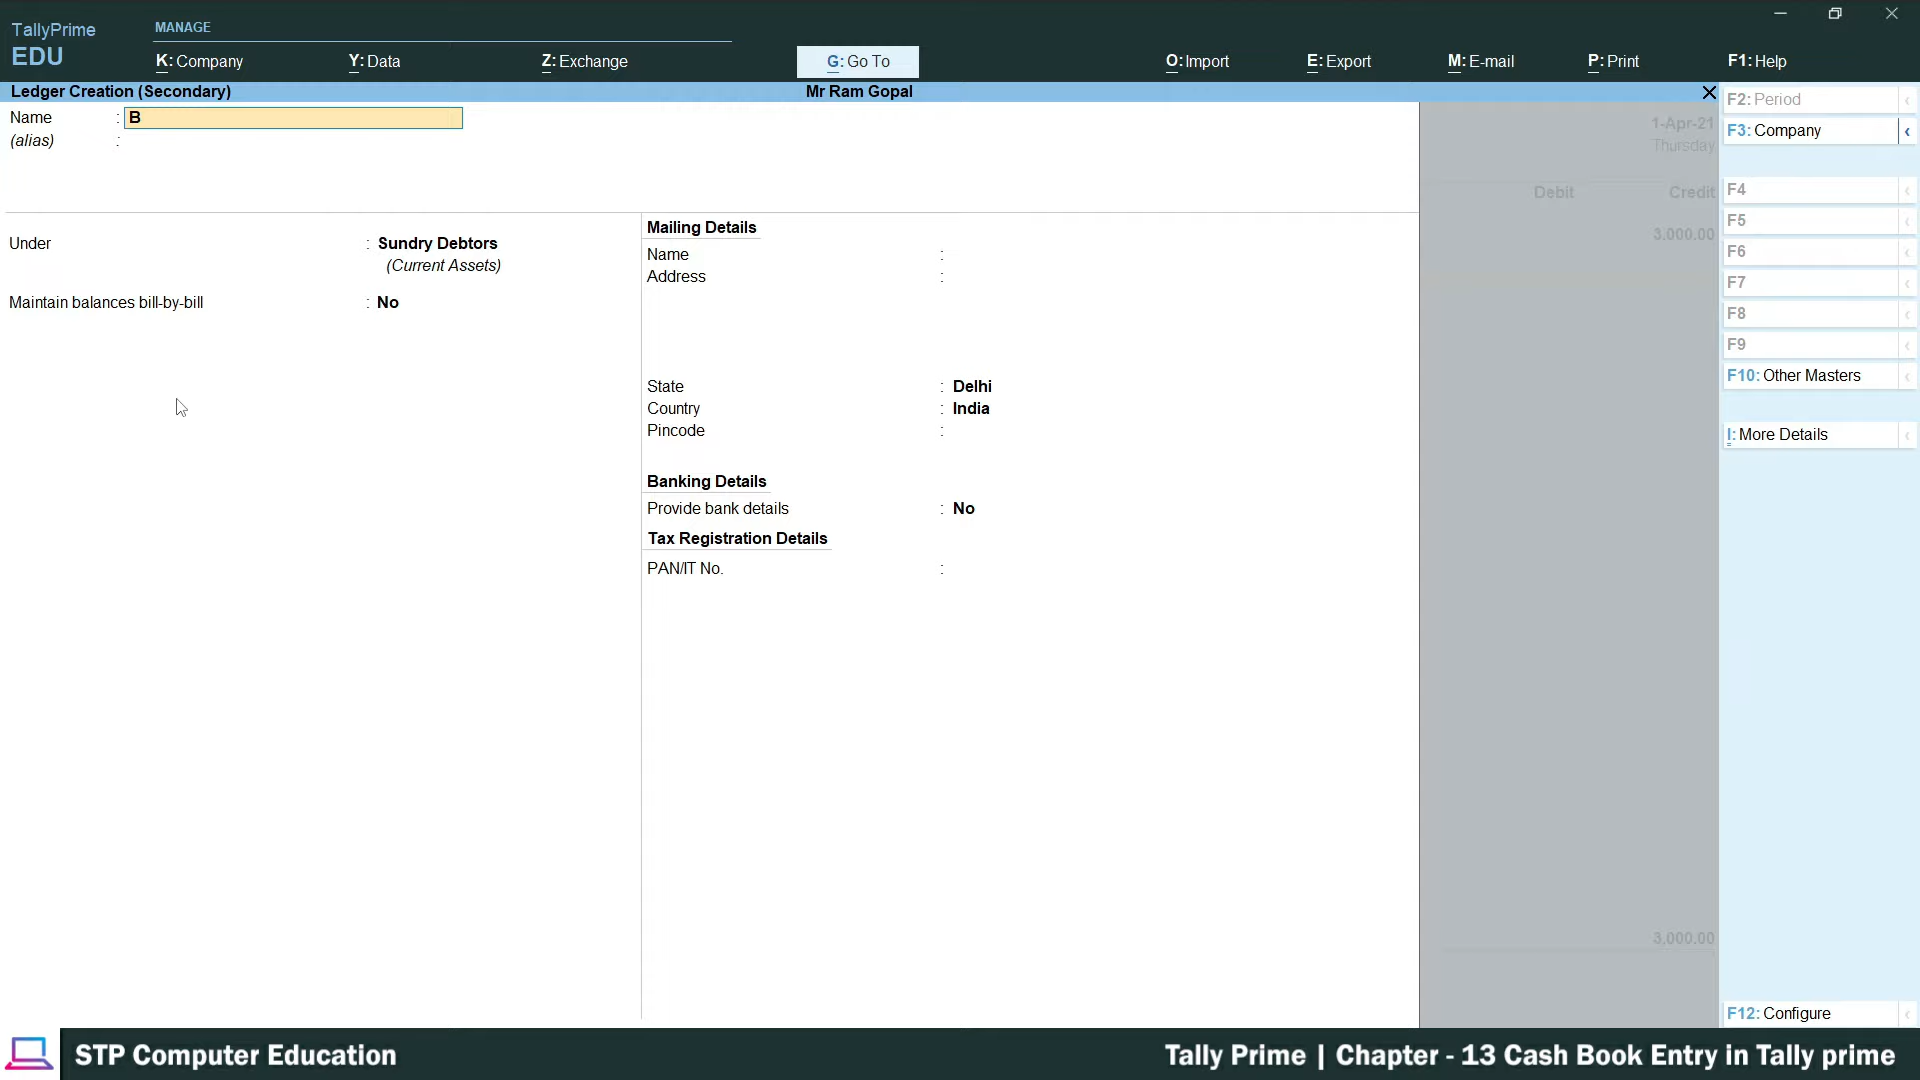 TallyPrime
EDU
MANAGE
K: Company
Y: Data
Z: Exchange
G: Go To
O: Import
E: Export
M: E-mail
P: Print
F1: Help
Ledger Creation (Secondary)
Mr Ram Gopal
Name : B
(alias) :
Under : Sundry Debtors
(Current Assets)
Maintain balances bill-by-bill : No
Mailing Details
Name :
Address :
State : Delhi
Country : India
Pincode :
Banking Details
Provide bank details : No
Tax Registration Details
PAN/IT No. :
1-Apr-21
Thursday
Debit Credit
3,000.00
3,000.00
F2: Period
F3: Company
F4
F5
F6
F7
F8
F9
F10: Other Masters
I: More Details
F12: Configure
STP Computer Education
Tally Prime | Chapter - 13 Cash Book Entry in Tally prime